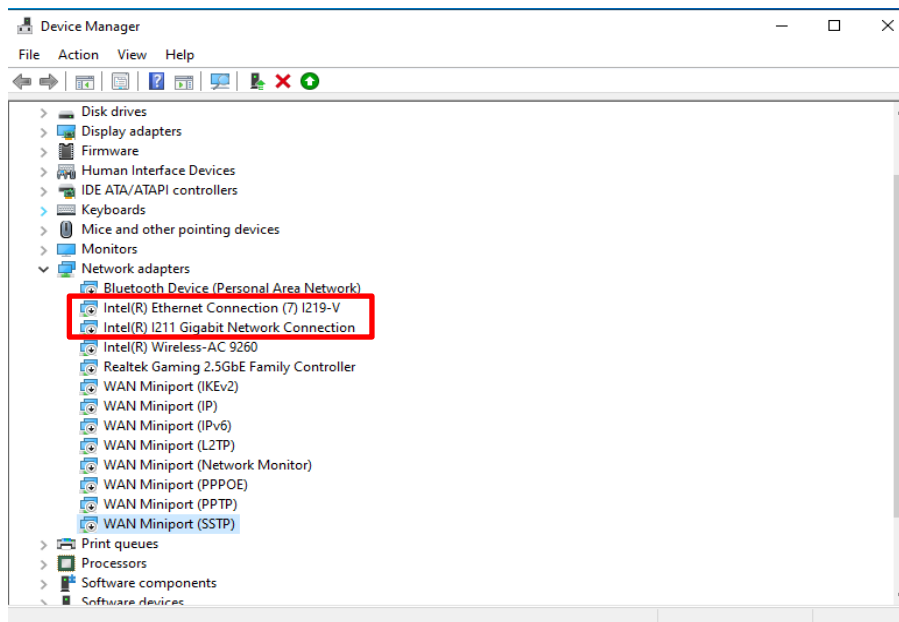 Device Manager
File Action View Help
Disk drives
Display adapters
Firmware
Human Interface Devices
IDE ATA/ATAPI controllers
Keyboards
Mice and other pointing devices
Monitors
Network adapters
Bluetooth Device (Personal Area Network)
Intel(R) Ethernet Connection (7) I219-V
Intel(R) I211 Gigabit Network Connection
Intel(R) Wireless-AC 9260
Realtek Gaming 2.5GbE Family Controller
WAN Miniport (IKEv2)
WAN Miniport (IP)
WAN Miniport (IPv6)
WAN Miniport (L2TP)
WAN Miniport (Network Monitor)
WAN Miniport (PPPOE)
WAN Miniport (PPTP)
WAN Miniport (SSTP)
Print queues
Processors
Software components
Software devices